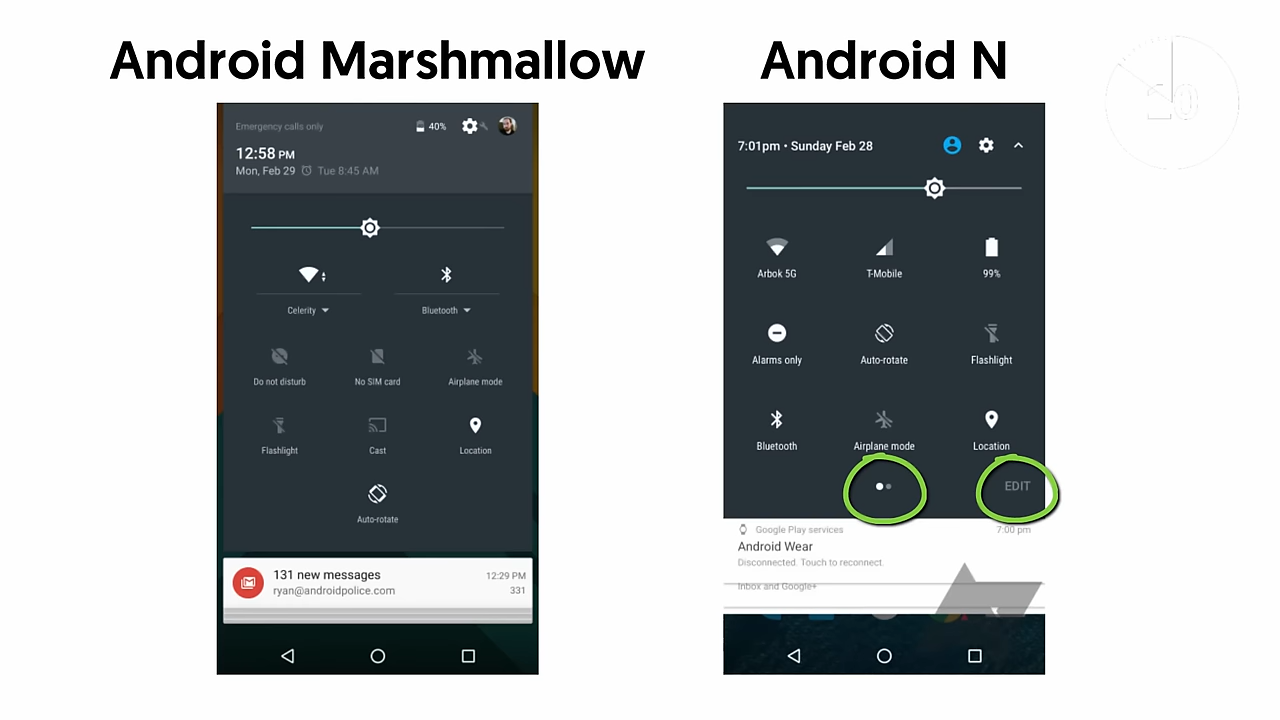 Android Marshmallow
Emergency calls only
40%
12:58 PM
Mon, Feb 29 Tue 8:45 AM
Celerity
Bluetooth
Do not disturb
No SIM card
Airplane mode
Flashlight
Cast
Location
Auto-rotate
131 new messages
12:29 PM
ryan@androidpolice.com
331
Android N
7:01pm • Sunday Feb 28
Arbok 5G
T-Mobile
99%
Alarms only
Auto-rotate
Flashlight
Bluetooth
Airplane mode
Location
EDIT
Google Play services
7:00 pm
Android Wear
Disconnected. Touch to reconnect.
Inbox and Google+
20